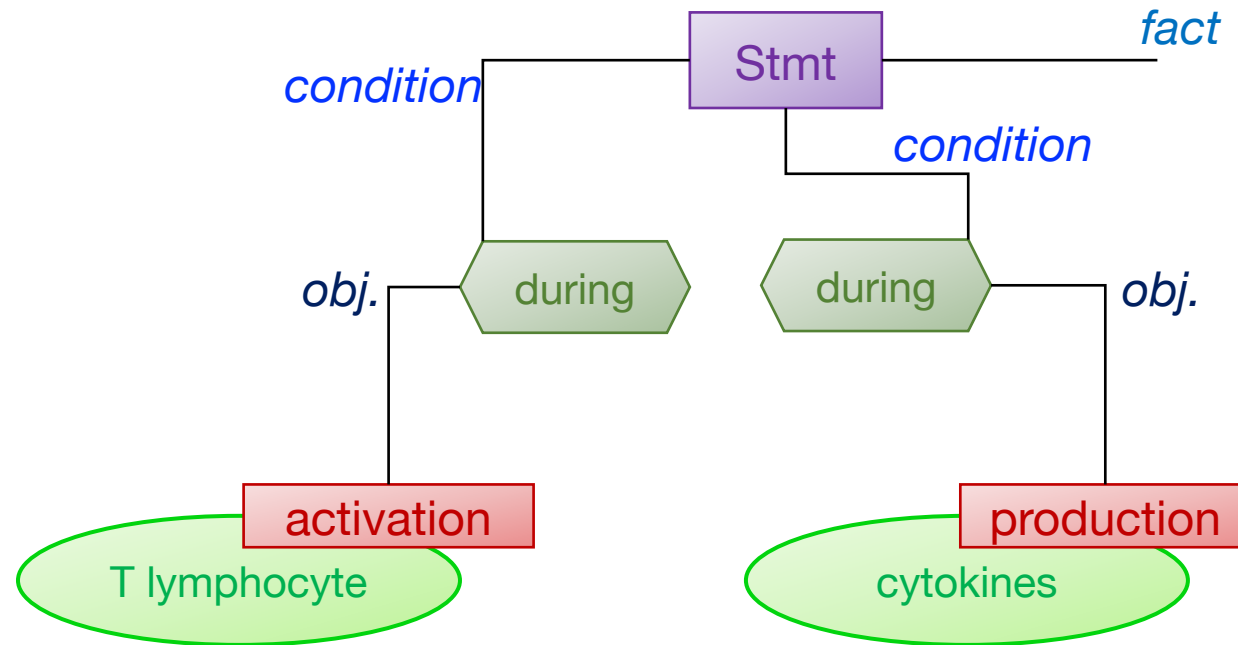 fact
Stmt
condition
condition
during
during
obj.
obj.
activation
production
T lymphocyte
cytokines